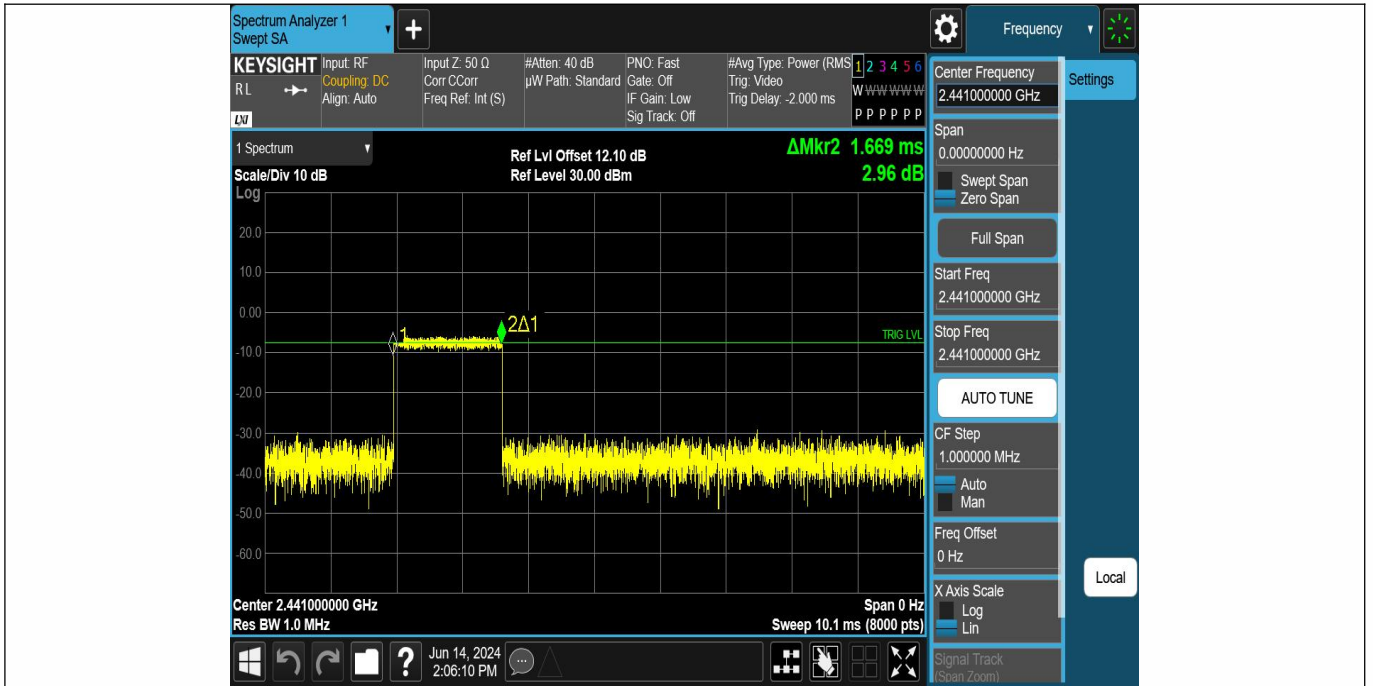 Spectrum Analyzer 1
Swept SA
+
Frequency
KEYSIGHT
RL
LXI
Input: RF
Coupling: DC
Align: Auto
Input Z: 50 Ω
Corr CCorr
Freq Ref: Int (S)
#Atten: 40 dB
µW Path: Standard
PNO: Fast
Gate: Off
IF Gain: Low
Sig Track: Off
#Avg Type: Power (RMS
Trig: Video
Trig Delay: -2.000 ms
1 2 3 4 5 6
W W W W W W
P P P P P P
1 Spectrum
Scale/Div 10 dB
Ref Lvl Offset 12.10 dB
Ref Level 30.00 dBm
ΔMkr2 1.669 ms
2.96 dB
Log
20.0
10.0
0.00
-10.0
-20.0
-30.0
-40.0
-50.0
-60.0
1
2Δ1
TRIG LVL
Center 2.441000000 GHz
Res BW 1.0 MHz
Span 0 Hz
Sweep 10.1 ms (8000 pts)
Center Frequency
2.441000000 GHz
Settings
Span
0.00000000 Hz
Swept Span
Zero Span
Full Span
Start Freq
2.441000000 GHz
Stop Freq
2.441000000 GHz
AUTO TUNE
CF Step
1.000000 MHz
Auto
Man
Freq Offset
0 Hz
X Axis Scale
Log
Lin
Signal Track
(Span Zoom)
Local
?
Jun 14, 2024
2:06:10 PM